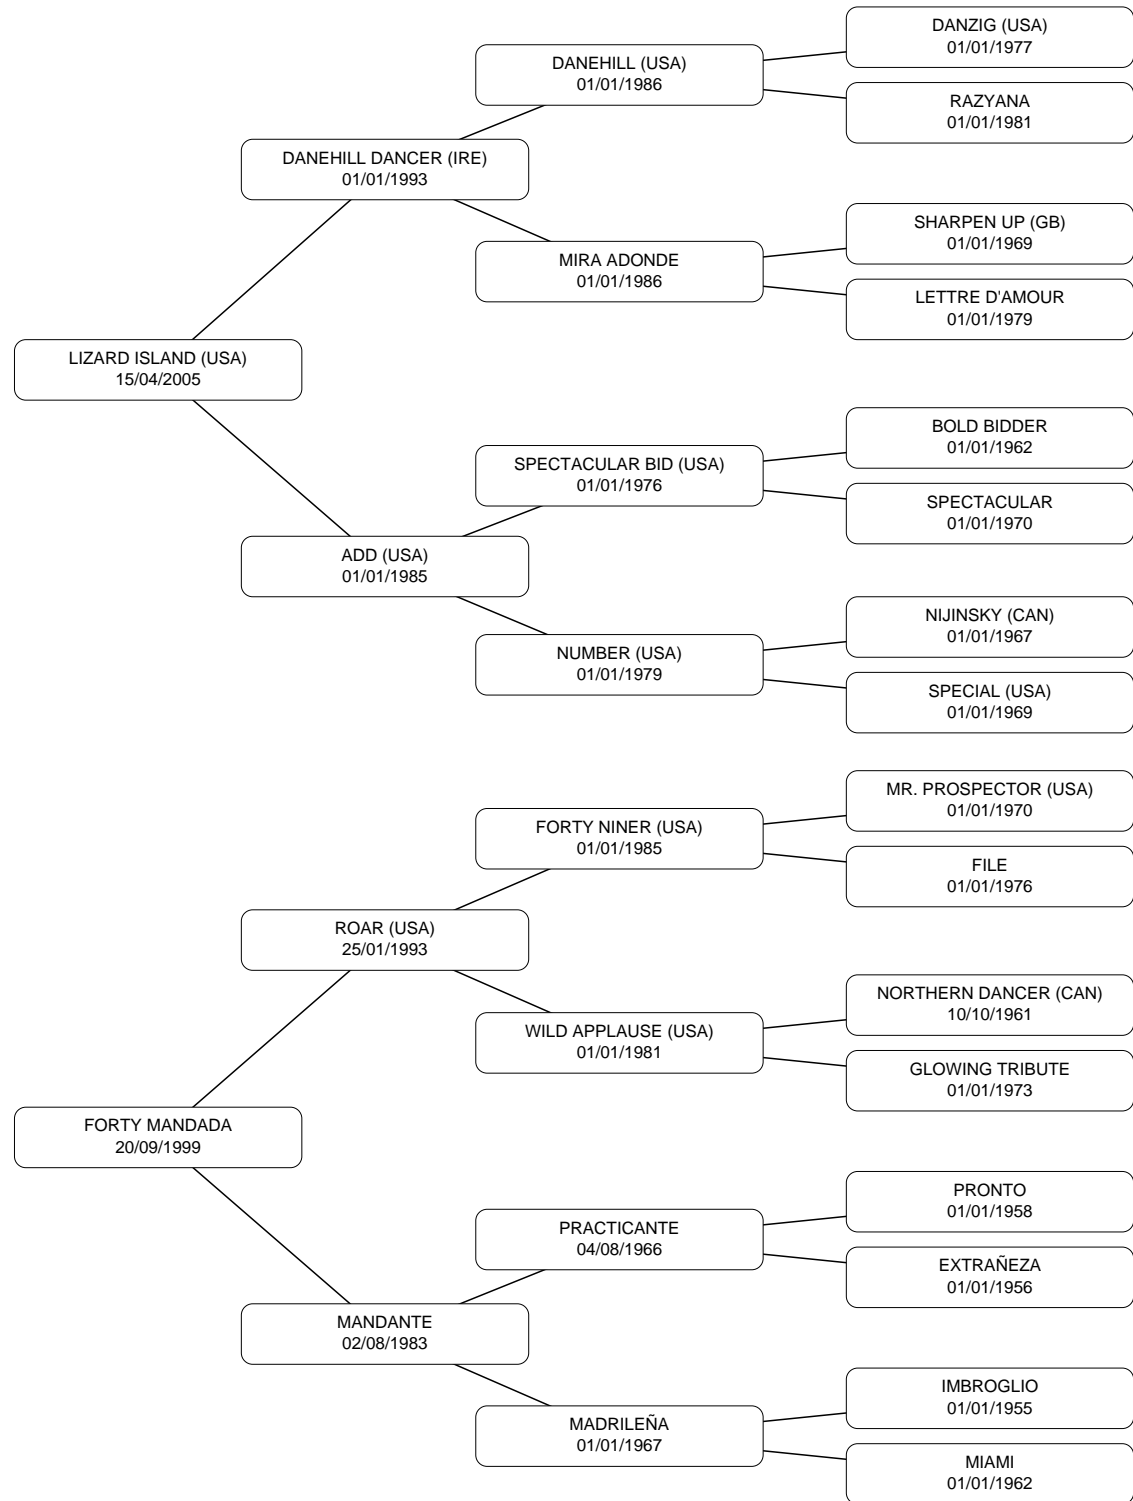 DANZIG (USA)
01/01/1977
DANEHILL (USA)
01/01/1986
RAZYANA
01/01/1981
DANEHILL DANCER (IRE)
01/01/1993
SHARPEN UP (GB)
01/01/1969
MIRA ADONDE
01/01/1986
LETTRE D'AMOUR
01/01/1979
LIZARD ISLAND (USA)
15/04/2005
BOLD BIDDER
01/01/1962
SPECTACULAR BID (USA)
01/01/1976
SPECTACULAR
01/01/1970
ADD (USA)
01/01/1985
NIJINSKY (CAN)
01/01/1967
NUMBER (USA)
01/01/1979
SPECIAL (USA)
01/01/1969
MR. PROSPECTOR (USA)
01/01/1970
FORTY NINER (USA)
01/01/1985
FILE
01/01/1976
ROAR (USA)
25/01/1993
NORTHERN DANCER (CAN)
10/10/1961
WILD APPLAUSE (USA)
01/01/1981
GLOWING TRIBUTE
01/01/1973
FORTY MANDADA
20/09/1999
PRONTO
01/01/1958
PRACTICANTE
04/08/1966
EXTRAÑEZA
01/01/1956
MANDANTE
02/08/1983
IMBROGLIO
01/01/1955
MADRILEÑA
01/01/1967
MIAMI
01/01/1962